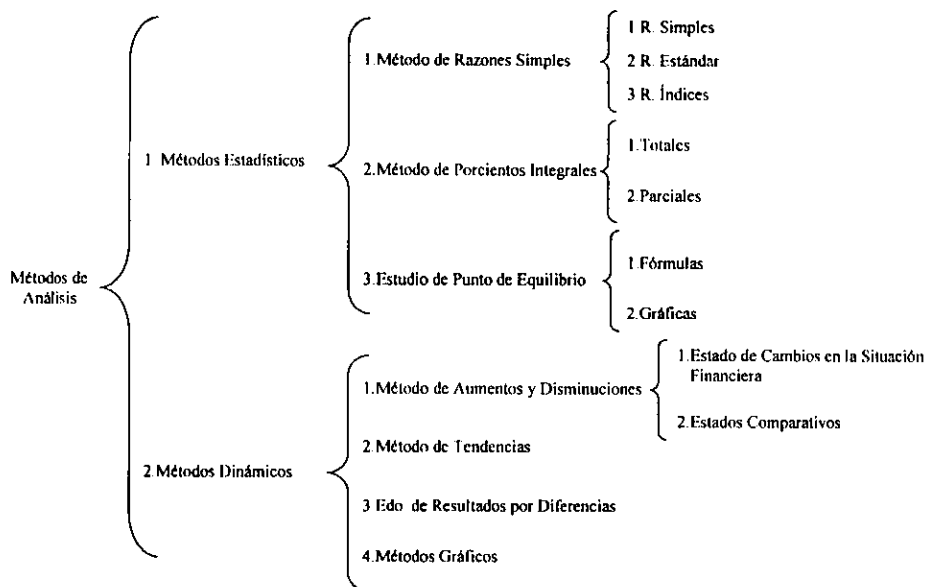 Métodos de
Análisis
1 Métodos Estadísticos
1.Método de Razones Simples
1 R. Simples
2 R. Estándar
3 R. Índices
2.Método de Porcientos Integrales
1.Totales
2.Parciales
3.Estudio de Punto de Equilibrio
1.Fórmulas
2.Gráficas
2.Métodos Dinámicos
1.Método de Aumentos y Disminuciones
1.Estado de Cambios en la Situación
Financiera
2.Estados Comparativos
2.Método de Tendencias
3 Edo de Resultados por Diferencias
4.Métodos Gráficos